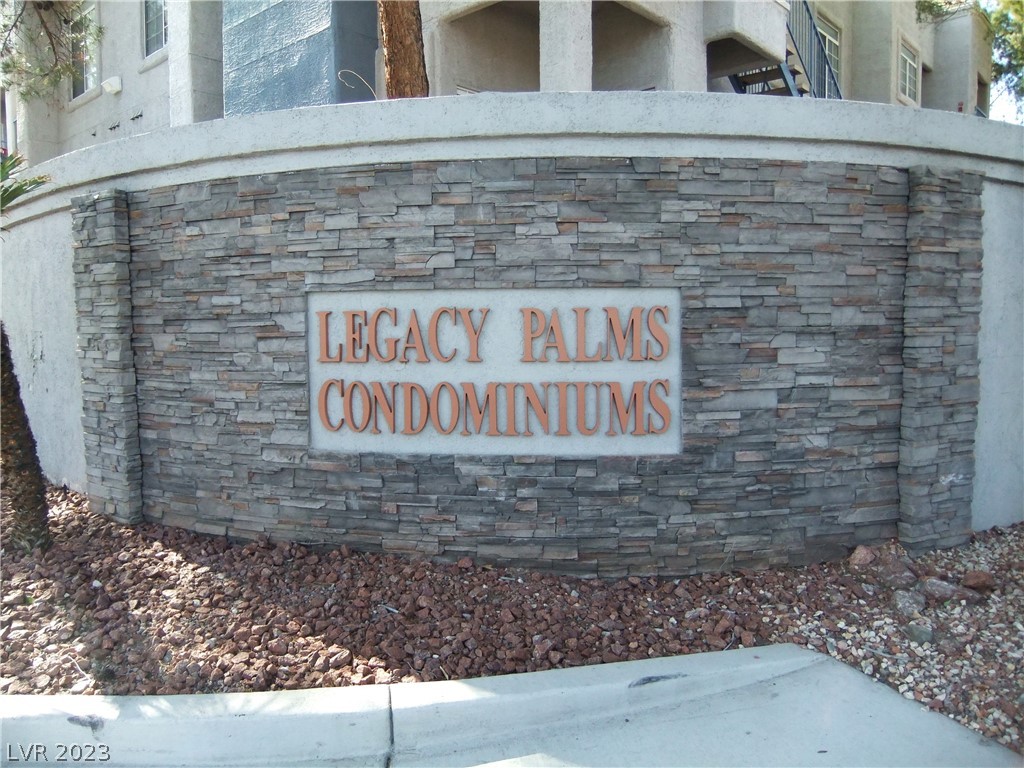 LEGACY PALMS
CONDOMINIUMS
LVR 2023